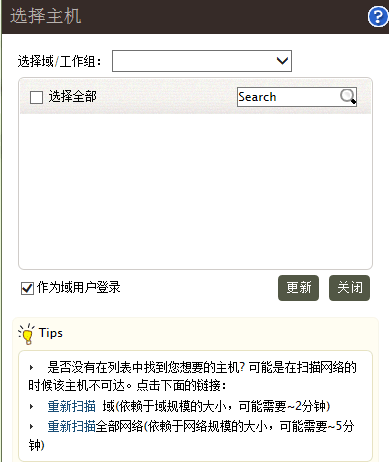 选择主机
?
选择域/工作组：
选择全部
Search
作为域用户登录
更新
关闭
Tips
是否没有在列表中找到您想要的主机? 可能是在扫描网络的
时候该主机不可达。点击下面的链接：
重新扫描 域(依赖于域规模的大小，可能需要~2分钟)
重新扫描全部网络(依赖于网络规模的大小，可能需要~5分
钟)